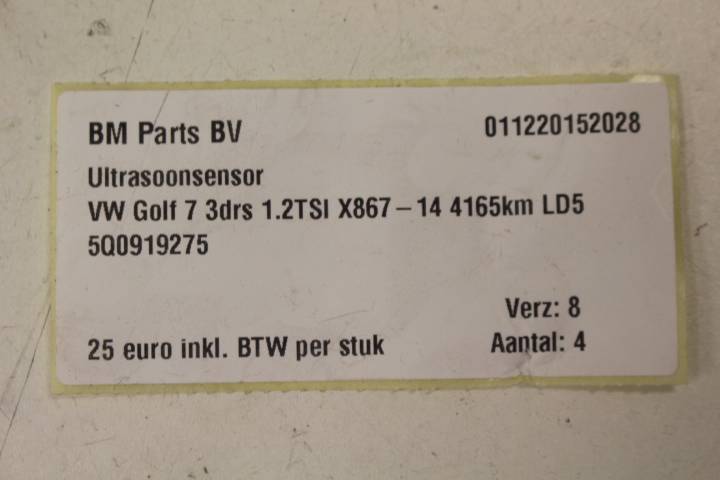 BM Parts BV 011220152028
Ultrasoonsensor
VW Golf 7 3drs 1.2TSI X867 – 14 4165km LD5
5Q0919275
Verz: 8
25 euro inkl. BTW per stuk Aantal: 4